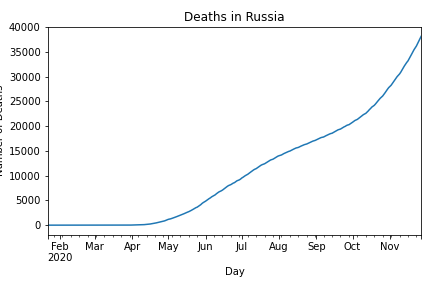 Deaths in Russia
Number of Deaths
40000
35000
30000
25000
20000
15000
10000
5000
0
Feb Mar Apr May Jun Jul Aug Sep Oct Nov
2020
Day